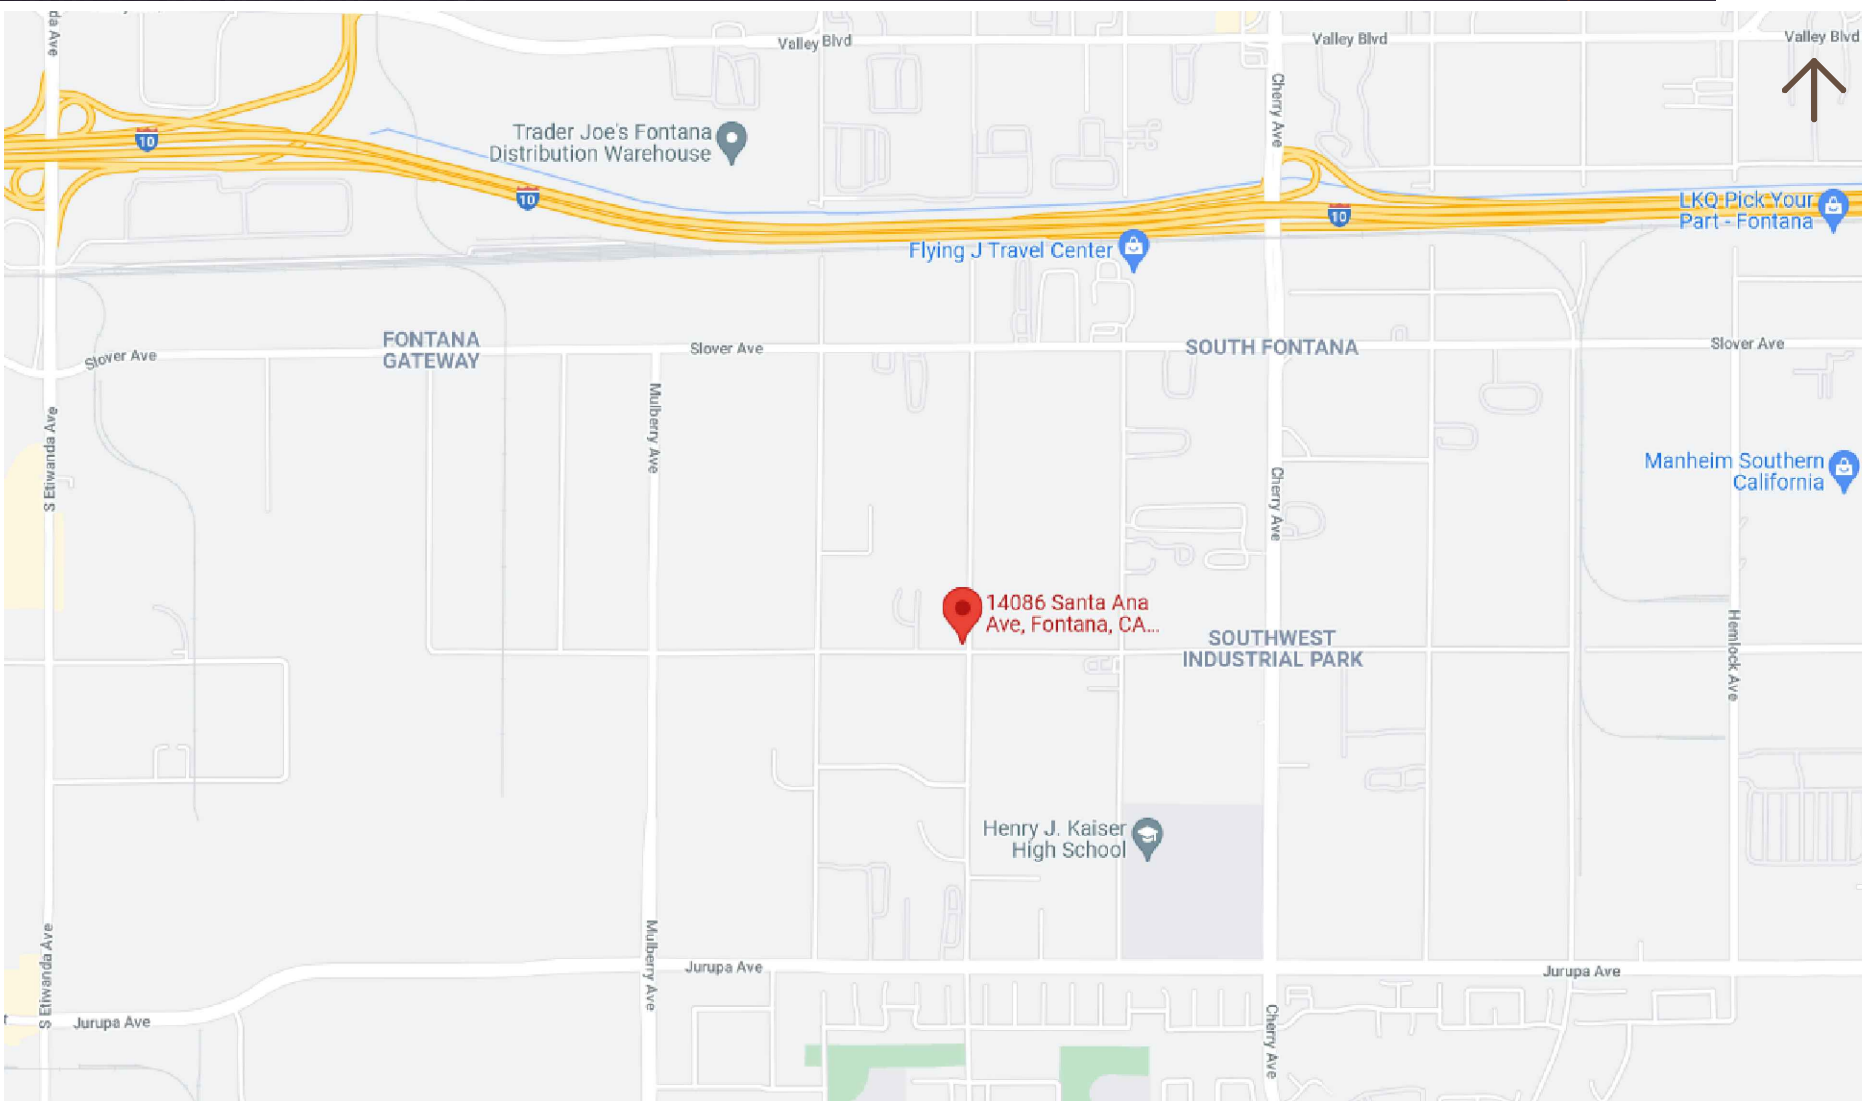 Ave
Valley Blvd
Valley Blvd
Valley Blvd
10
Trader Joe's Fontana
Distribution Warehouse
Cherry Ave
10
10
LKQ Pick Your
Part - Fontana
Flying J Travel Center
Slover Ave
FONTANA
GATEWAY
Slover Ave
SOUTH FONTANA
Slover Ave
S Etiwanda Ave
Mulberry Ave
Cherry Ave
Manheim Southern
California
14086 Santa Ana
Ave, Fontana, CA...
SOUTHWEST
INDUSTRIAL PARK
Hemlock Ave
Henry J. Kaiser
High School
S Etiwanda Ave
Mulberry Ave
Jurupa Ave
Jurupa Ave
Jurupa Ave
Cherry Ave